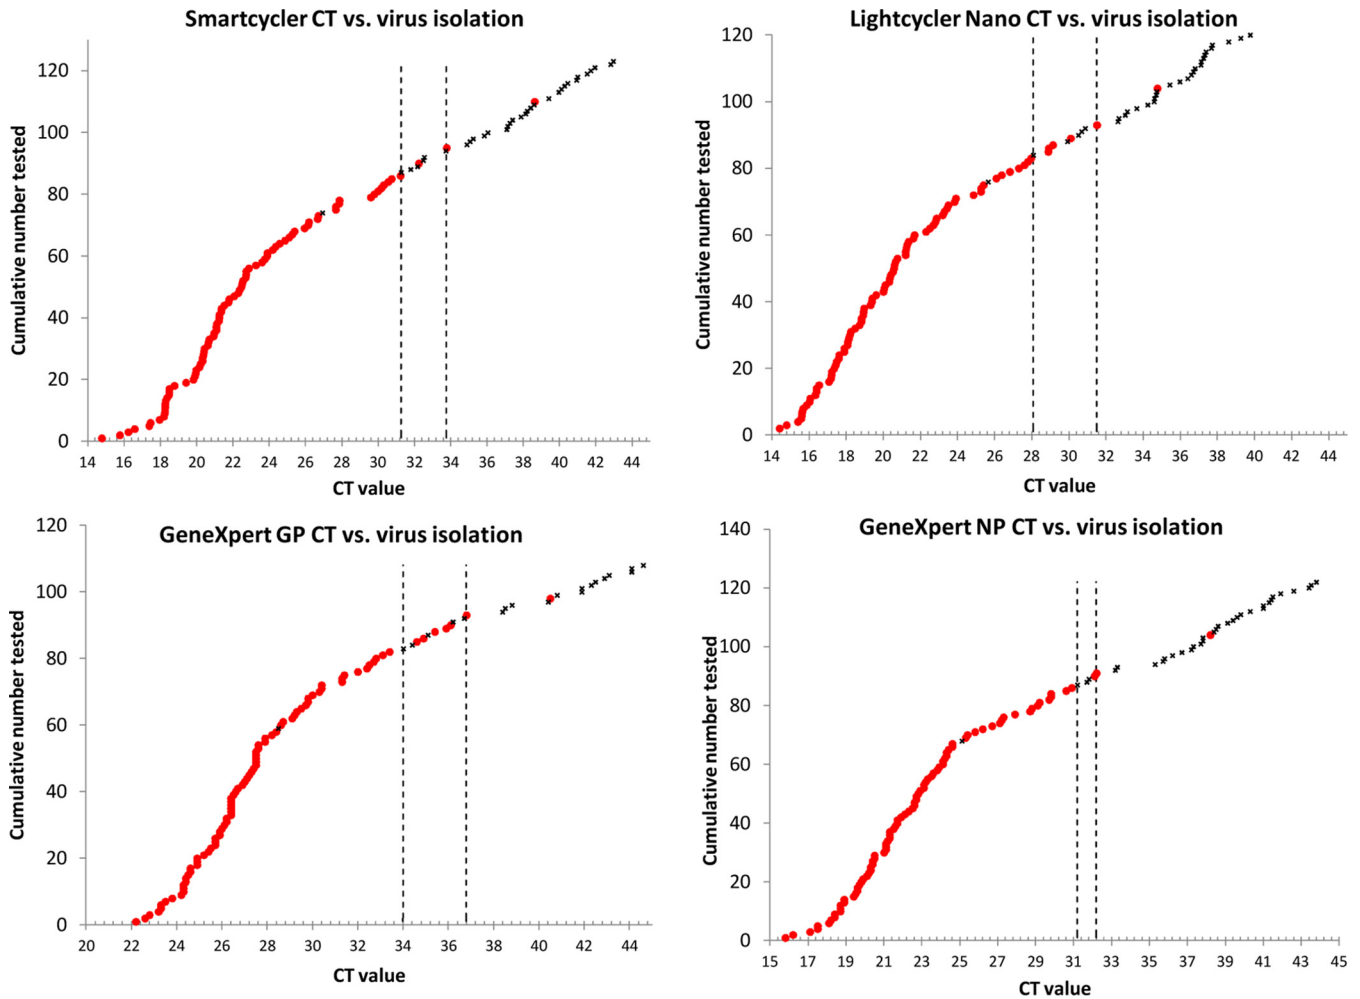 Smartcycler CT vs. virus isolation
Cumulative number tested
120
100
80
60
40
20
0
14 16 18 20 22 24 26 28 30 32 34 36 38 40 42 44
CT value
Lightcycler Nano CT vs. virus isolation
Cumulative number tested
120
100
80
60
40
20
0
14 16 18 20 22 24 26 28 30 32 34 36 38 40 42 44
CT value
GeneXpert GP CT vs. virus isolation
Cumulative number tested
120
100
80
60
40
20
0
20 22 24 26 28 30 32 34 36 38 40 42 44
CT value
GeneXpert NP CT vs. virus isolation
Cumulative number tested
140
120
100
80
60
40
20
0
15 17 19 21 23 25 27 29 31 33 35 37 39 41 43 45
CT value